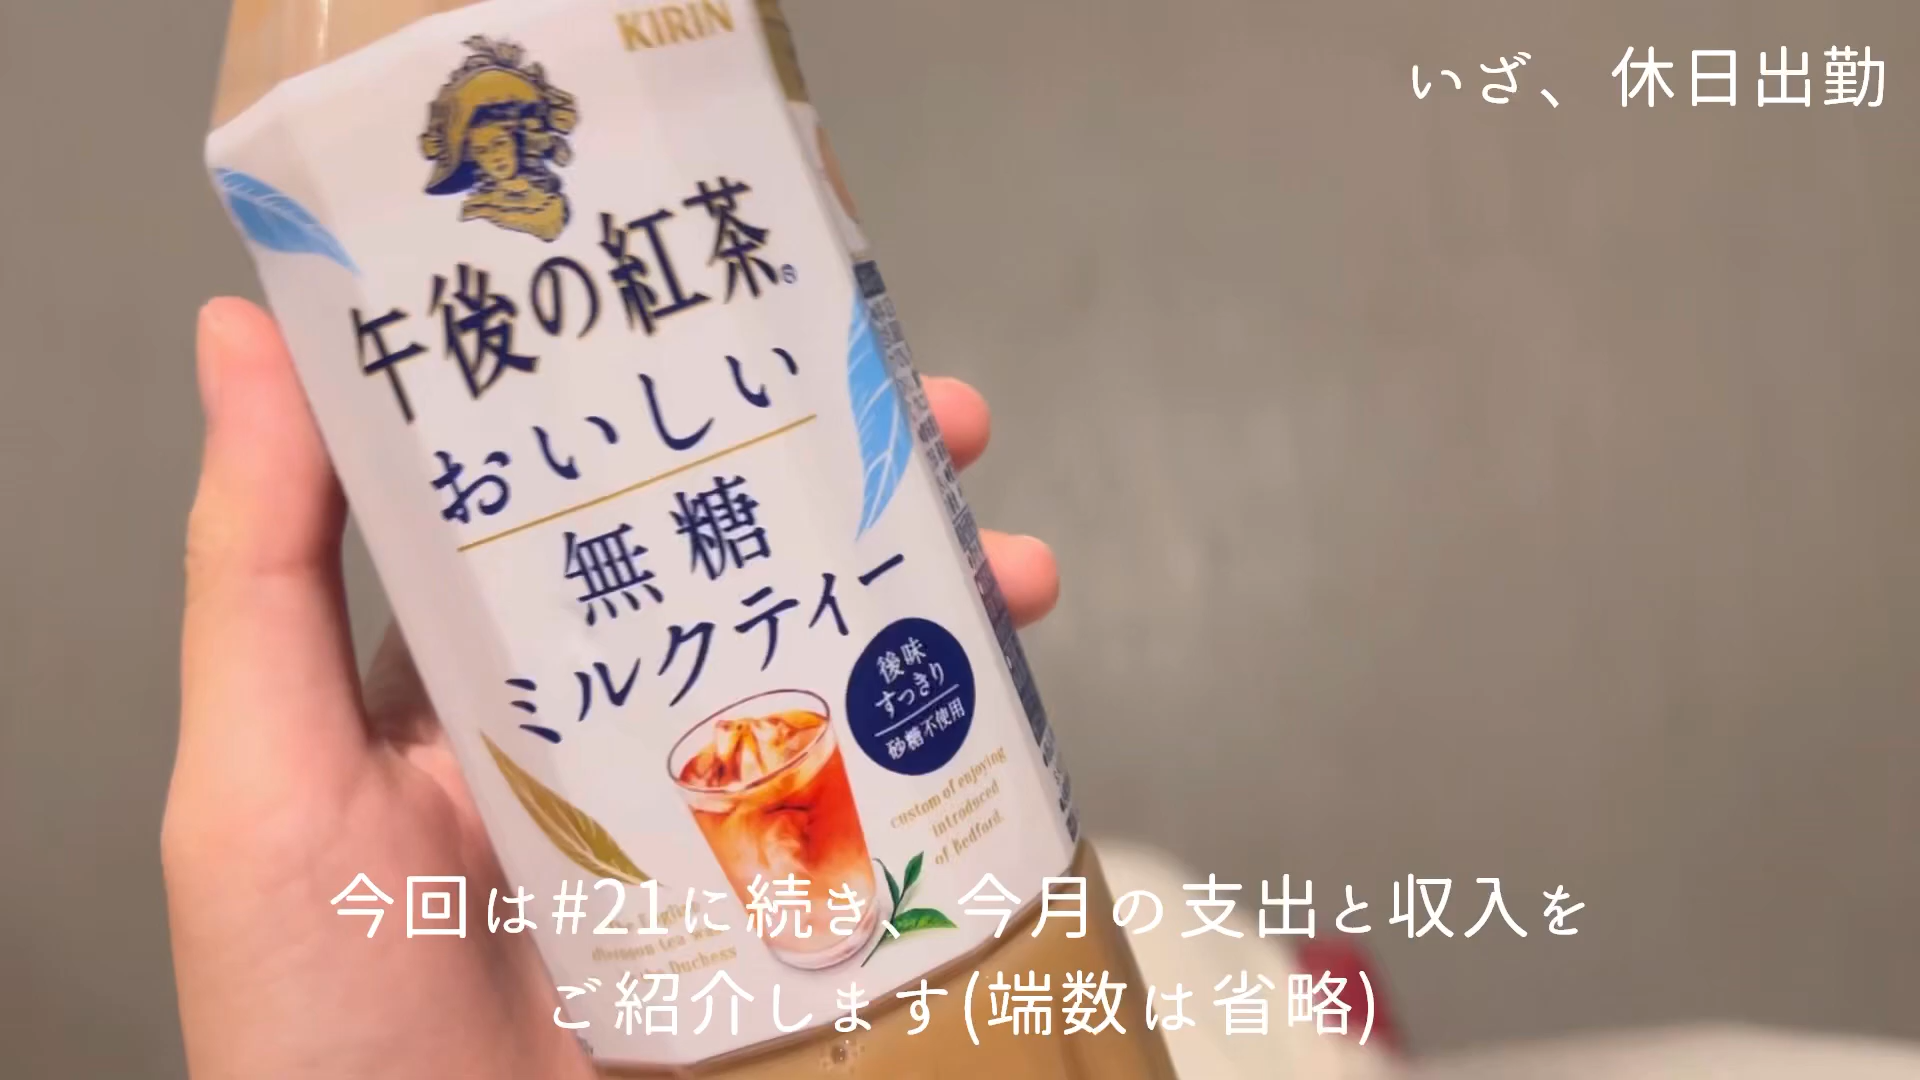 KIRIN
いざ、休日出勤
午後の紅茶®
おいしい
無糖
ミルクティー
後味
すっきり
砂糖不使用
custom of enjoying
introduced
of Bedford.
今回は#21に続き、今月の支出と収入を
afternoon tea
Duchess
ご紹介します(端数は省略)